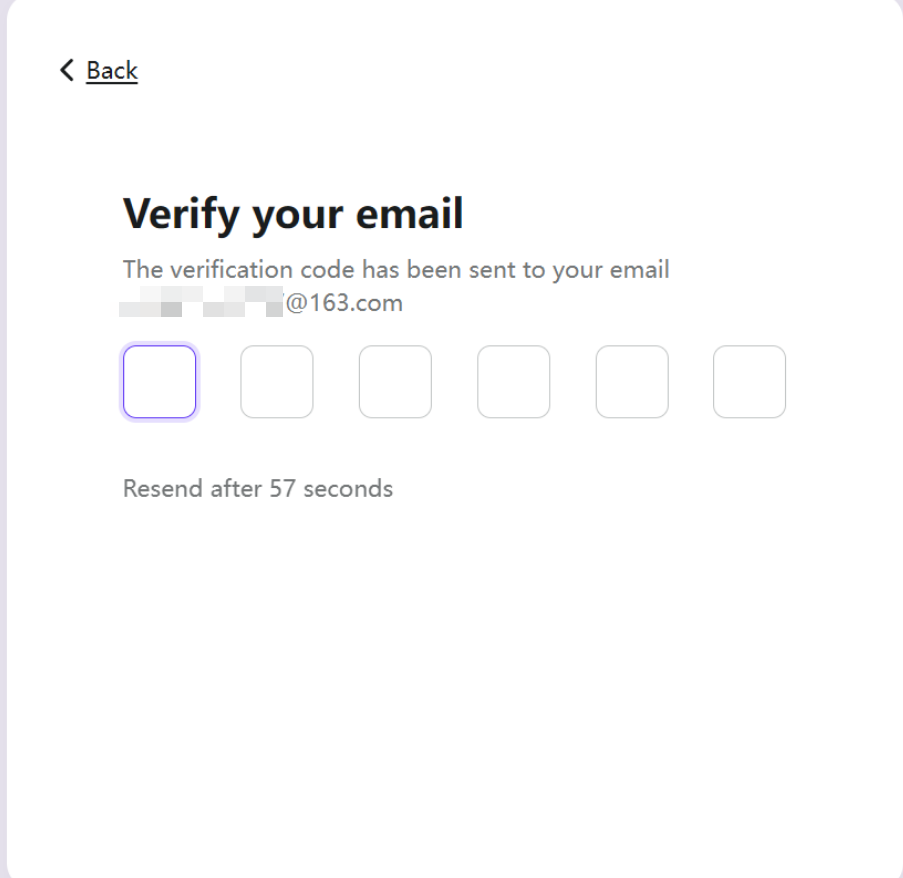 Back
Verify your email
The verification code has been sent to your email
@163.com
Resend after 57 seconds